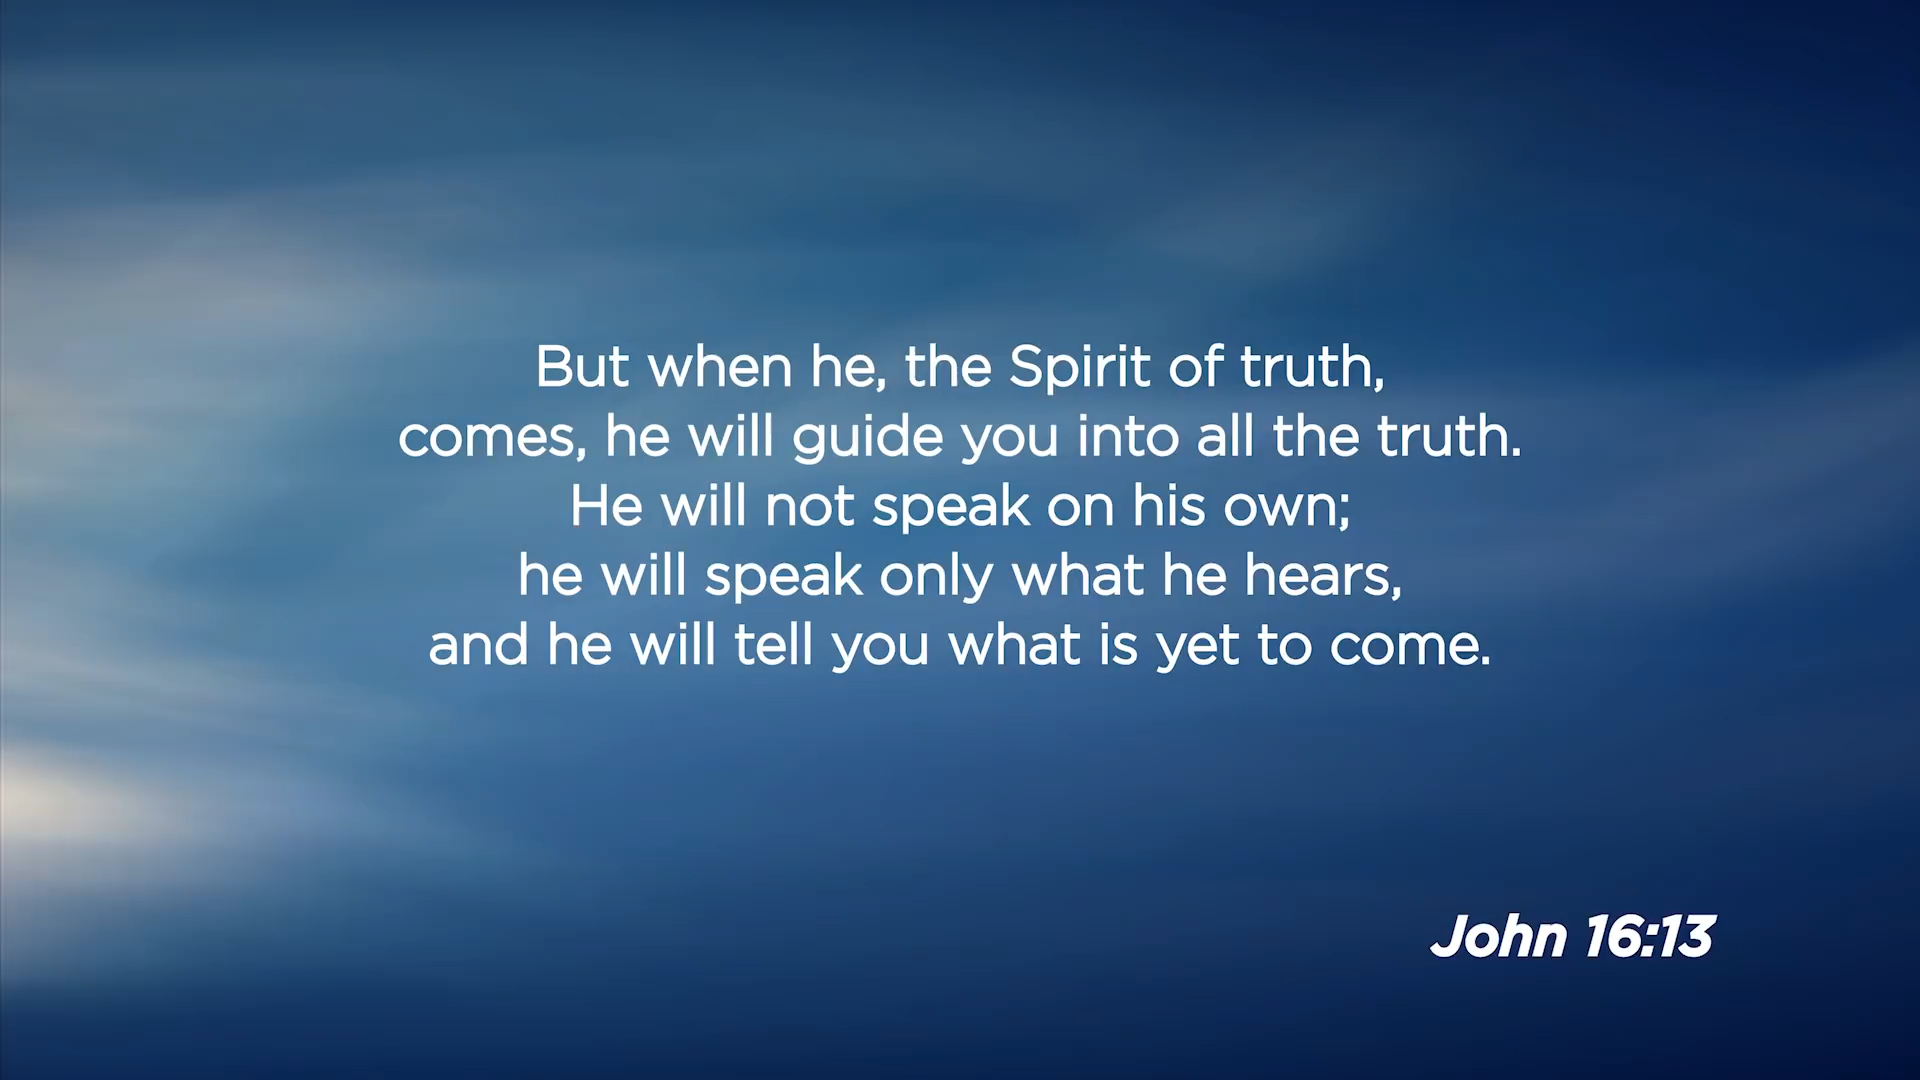 But when he, the Spirit of truth,
comes, he will guide you into all the truth.
He will not speak on his own;
he will speak only what he hears,
and he will tell you what is yet to come.
John 16:13